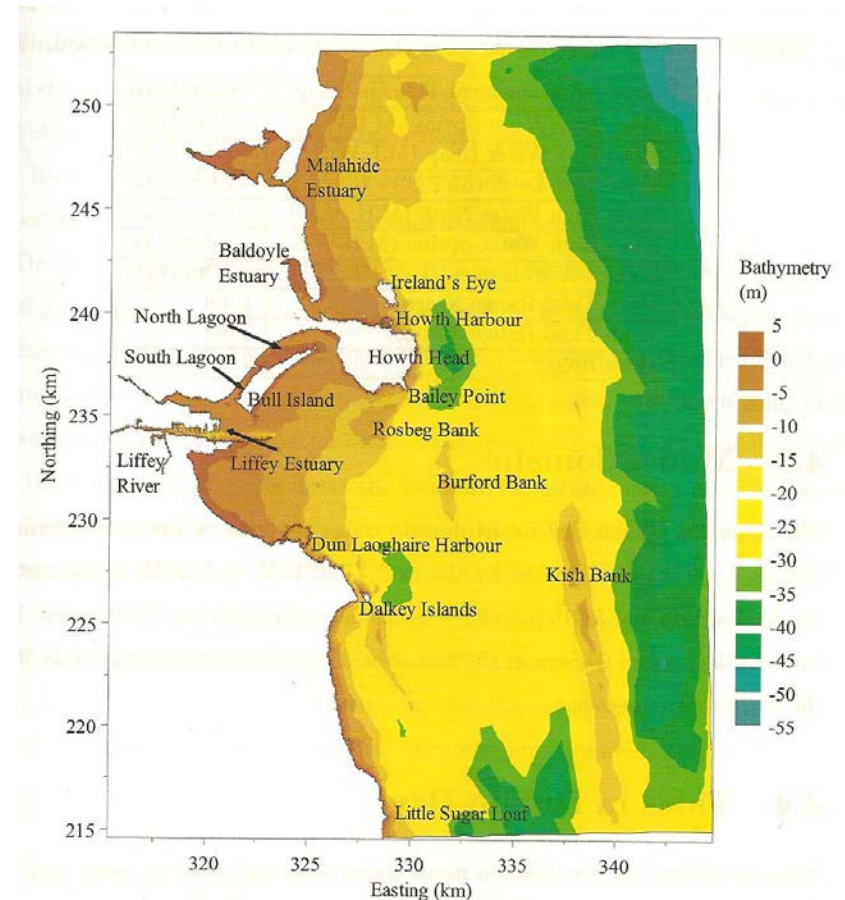 250
245
240
235
230
225
220
215
Northing (km)
Malahide
Estuary
Baldoyle
Estuary
Ireland's Eye
North Lagoon
Howth Harbour
South Lagoon
Howth Head
Bull Island
Bailey Point
Rosbeg Bank
Liffey
River
Liffey Estuary
Burford Bank
Dun Laoghaire Harbour
Kish Bank
Dalkey Islands
Little Sugar Loaf
320
325
330
335
340
Easting (km)
Bathymetry
(m)
5
0
-5
-10
-15
-20
-25
-30
-35
-40
-45
-50
-55